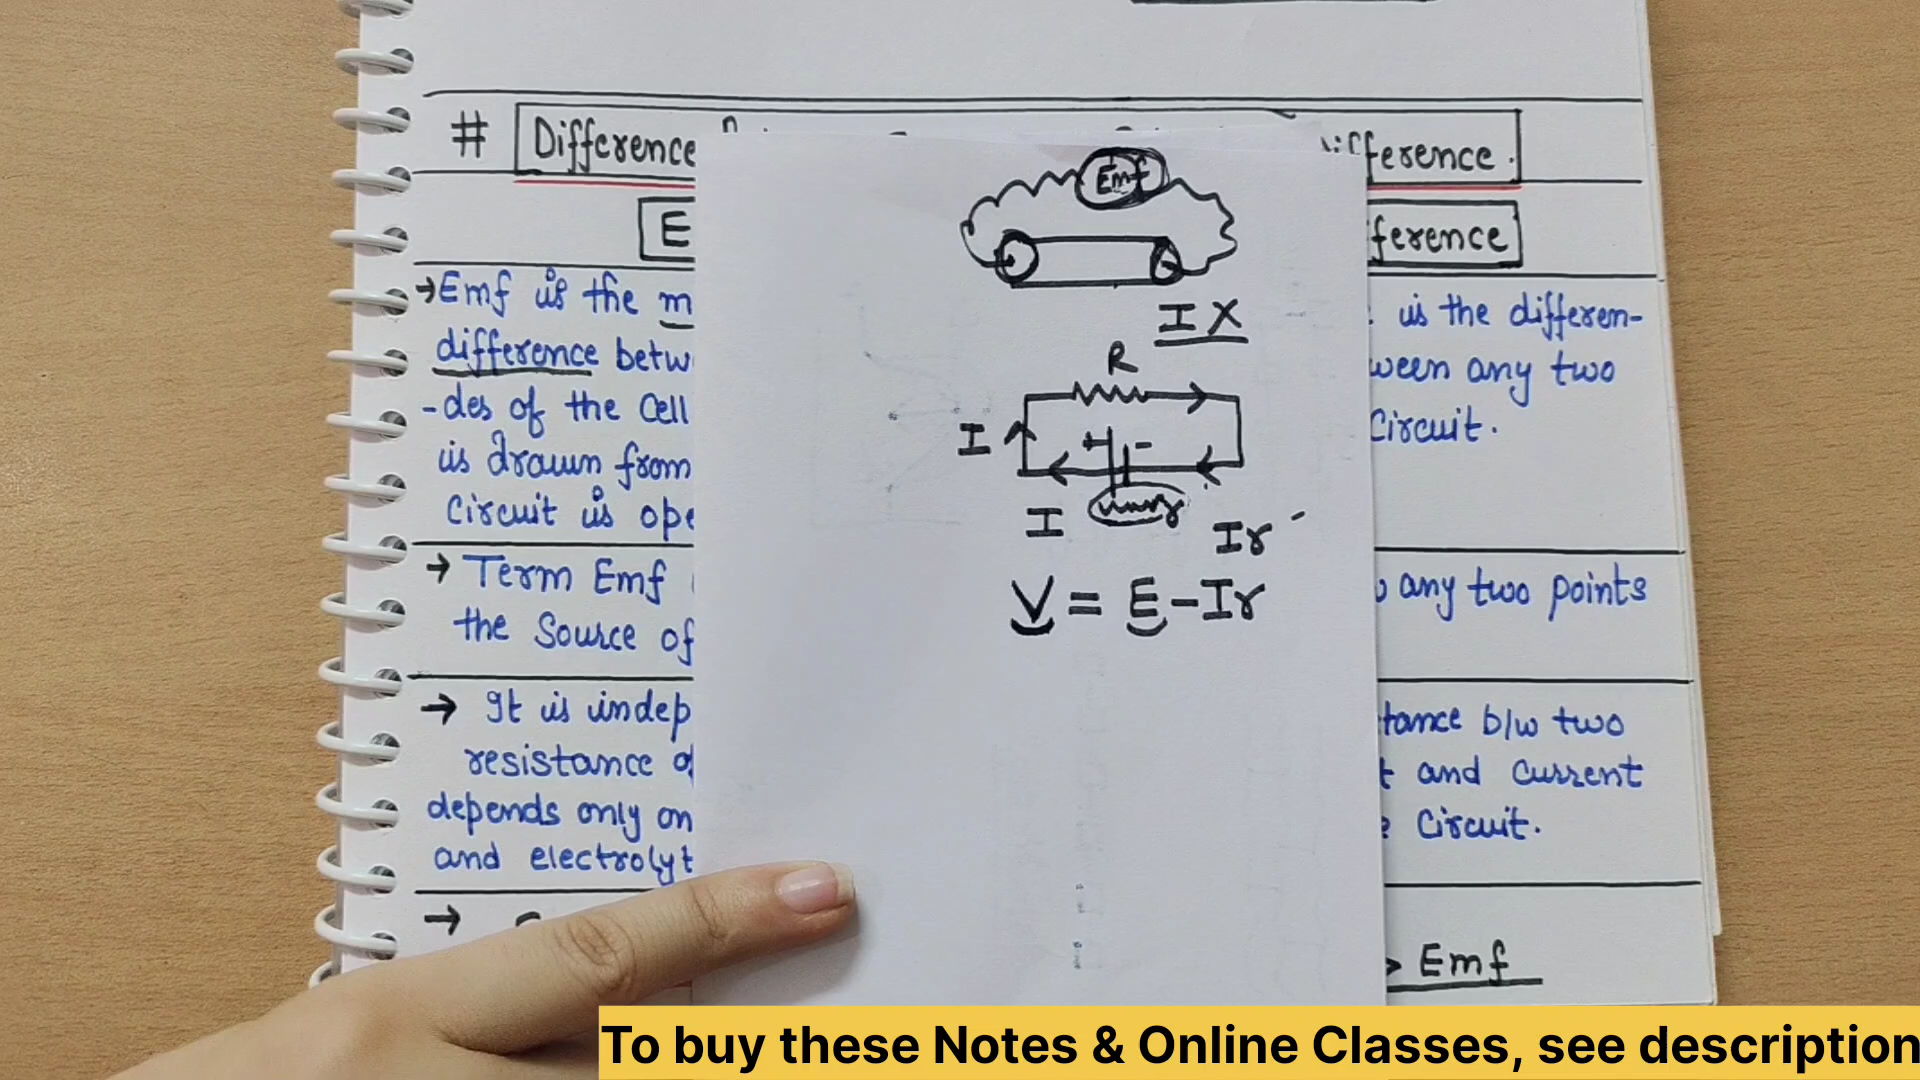 # Difference
ifference.
E
ference
→Emf is the m
difference betw
-des of the Cell
is drawn from
Circuit is ope
→ Term Emf
the Source of
→ It is indep
resistance of
depends only on
and electrolyt
→
Emf
I X
R
I
+ -
I
Ir
V = E-Ir
is the differen-
ween any two
Circuit.
any two points
tance b/w two
t and Current
Circuit.
> Emf
To buy these Notes & Online Classes, see description